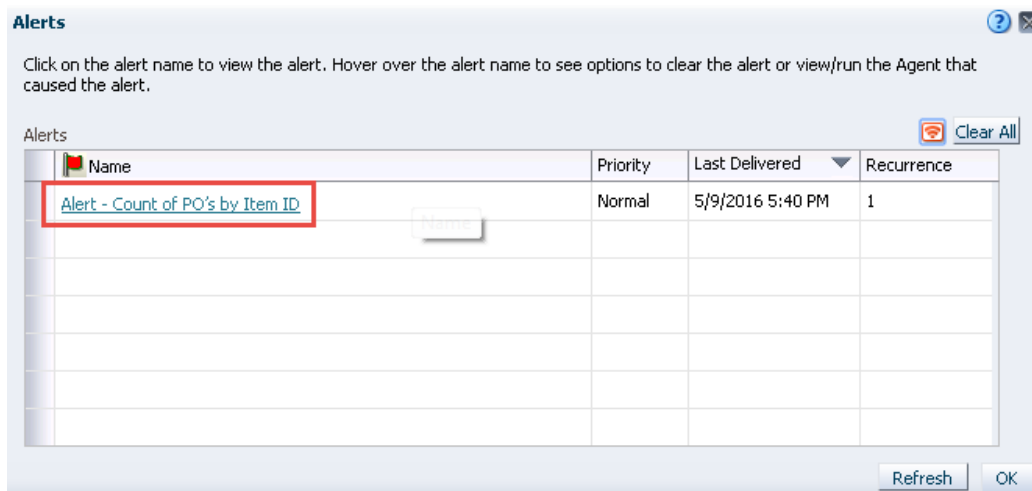 Alerts
Click on the alert name to view the alert. Hover over the alert name to see options to clear the alert or view/run the Agent that
caused the alert.
Alerts
Clear All
Name Priority Last Delivered Recurrence
Alert - Count of PO's by Item ID Normal 5/9/2016 5:40 PM 1
Name
Refresh OK